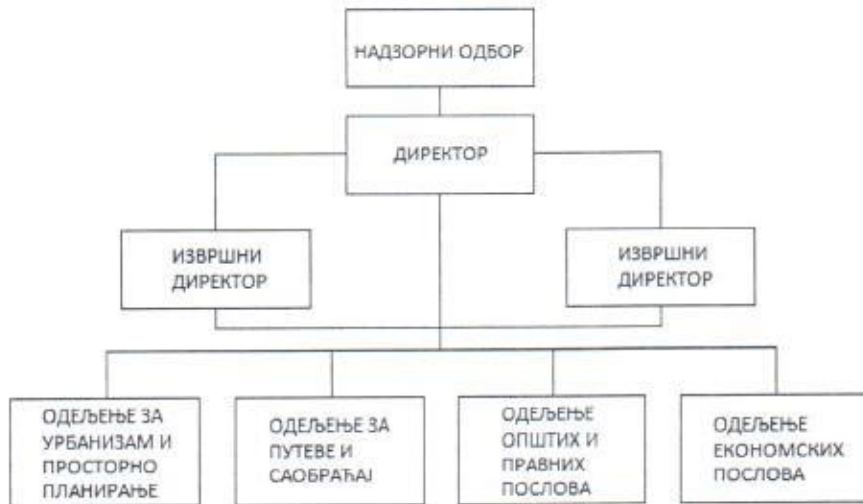 НАДЗОРНИ ОДБОР
ДИРЕКТОР
ИЗВРШНИ
ДИРЕКТОР
ИЗВРШНИ
ДИРЕКТОР
ОДЕЉЕЊЕ ЗА
УРБАНИЗАМ И
ПРОСТОРНО
ПЛАНИРАЊЕ
ОДЕЉЕЊЕ ЗА
ПУТЕВЕ И
САОБРАЋАЈ
ОДЕЉЕЊЕ
ОПШТИХ И
ПРАВНИХ
ПОСЛОВА
ОДЕЉЕЊЕ
ЕКОНОМСКИХ
ПОСЛОВА